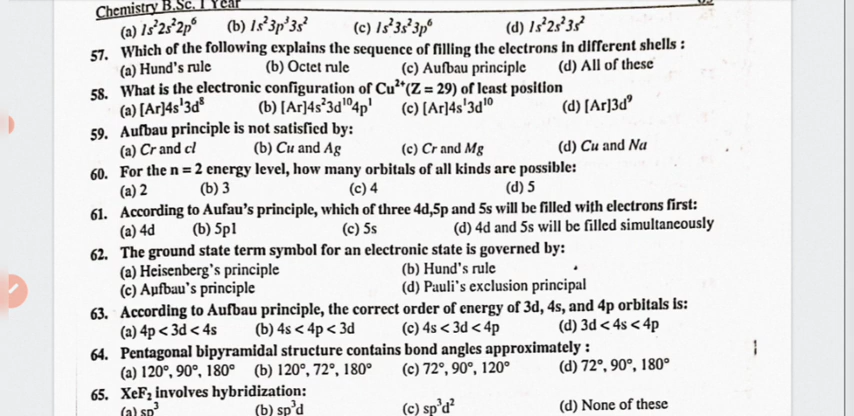 Chemistry B.Sc. I Year
(a) 1s²2s²2p⁶ (b) 1s²3p³3s² (c) 1s²3s²3p⁶ (d) 1s²2s²3s²
57. Which of the following explains the sequence of filling the electrons in different shells :
(a) Hund's rule (b) Octet rule (c) Aufbau principle (d) All of these
58. What is the electronic configuration of Cu²⁺(Z = 29) of least position
(a) [Ar]4s¹3d⁸ (b) [Ar]4s²3d¹⁰4p¹ (c) [Ar]4s¹3d¹⁰ (d) [Ar]3d⁹
59. Aufbau principle is not satisfied by:
(a) Cr and cl (b) Cu and Ag (c) Cr and Mg (d) Cu and Na
60. For the n = 2 energy level, how many orbitals of all kinds are possible:
(a) 2 (b) 3 (c) 4 (d) 5
61. According to Aufau's principle, which of three 4d,5p and 5s will be filled with electrons first:
(a) 4d (b) 5p1 (c) 5s (d) 4d and 5s will be filled simultaneously
62. The ground state term symbol for an electronic state is governed by:
(a) Heisenberg's principle (b) Hund's rule
(c) Aufbau's principle (d) Pauli's exclusion principal
63. According to Aufbau principle, the correct order of energy of 3d, 4s, and 4p orbitals is:
(a) 4p < 3d < 4s (b) 4s < 4p < 3d (c) 4s < 3d < 4p (d) 3d < 4s < 4p
64. Pentagonal bipyramidal structure contains bond angles approximately :
(a) 120°, 90°, 180° (b) 120°, 72°, 180° (c) 72°, 90°, 120° (d) 72°, 90°, 180°
65. XeF₂ involves hybridization:
(a) sp³ (b) sp³d (c) sp³d² (d) None of these